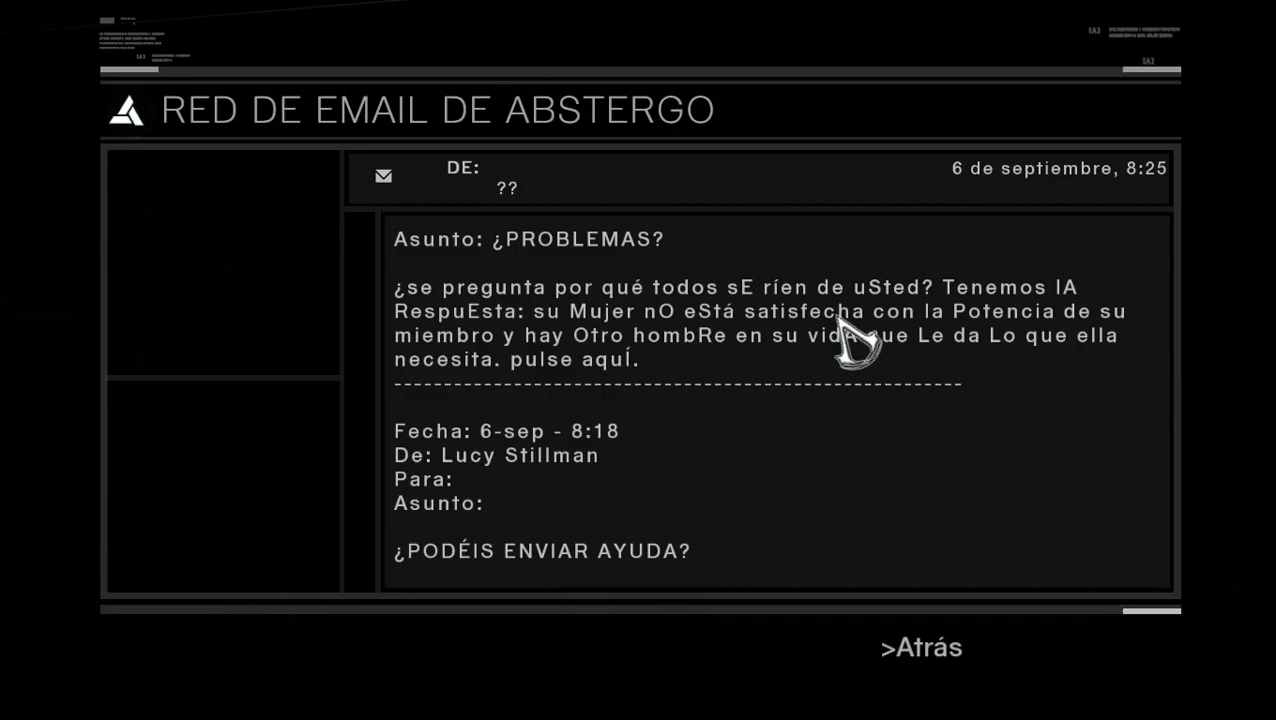 RED DE EMAIL DE ABSTERGO
DE:
??
6 de septiembre, 8:25
Asunto: ¿PROBLEMAS?
¿se pregunta por qué todos sE ríen de uSted? Tenemos lA
RespuEsta: su Mujer nO eStá satisfecha con la Potencia de su
miembro y hay Otro hombRe en su vidA que Le da Lo que ella
necesita. pulse aquÍ.
---------------------------------------------------------
Fecha: 6-sep - 8:18
De: Lucy Stillman
Para:
Asunto:
¿PODÉIS ENVIAR AYUDA?
>Atrás